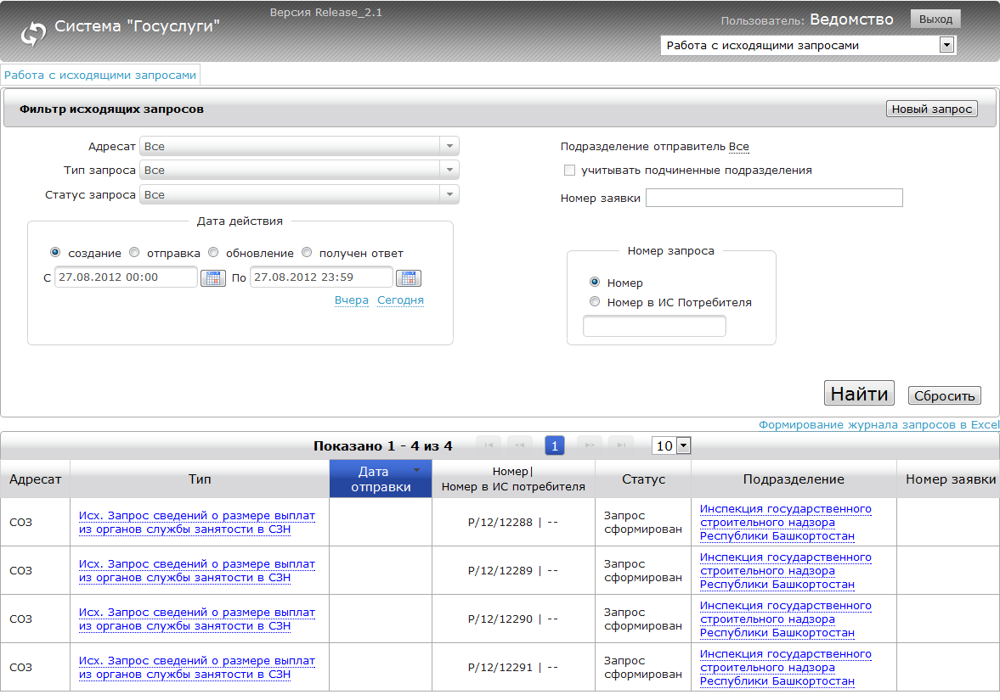 Версия Release_2.1
Система "Госуслуги"
Пользователь: Ведомство Выход
Работа с исходящими запросами
Работа с исходящими запросами
Фильтр исходящих запросов Новый запрос
Адресат Все Подразделение отправитель Все
Тип запроса Все учитывать подчиненные подразделения
Статус запроса Все Номер заявки
Дата действия
Номер запроса
создание отправка обновление получен ответ
С 27.08.2012 00:00 По 27.08.2012 23:59
Номер
Вчера Сегодня Номер в ИС Потребителя
Найти Сбросить
Формирование журнала запросов в Excel
Показано 1 - 4 из 4 1 10
Адресат Тип Дата отправки Номер| Номер в ИС потребителя Статус Подразделение Номер заявки
СОЗ
Исх. Запрос сведений о размере выплат
из органов службы занятости в СЗН
Р/12/12288 | --
Запрос
сформирован
Инспекция государственного
строительного надзора
Республики Башкортостан
СОЗ
Исх. Запрос сведений о размере выплат
из органов службы занятости в СЗН
Р/12/12289 | --
Запрос
сформирован
Инспекция государственного
строительного надзора
Республики Башкортостан
СОЗ
Исх. Запрос сведений о размере выплат
из органов службы занятости в СЗН
Р/12/12290 | --
Запрос
сформирован
Инспекция государственного
строительного надзора
Республики Башкортостан
СОЗ
Исх. Запрос сведений о размере выплат
из органов службы занятости в СЗН
Р/12/12291 | --
Запрос
сформирован
Инспекция государственного
строительного надзора
Республики Башкортостан